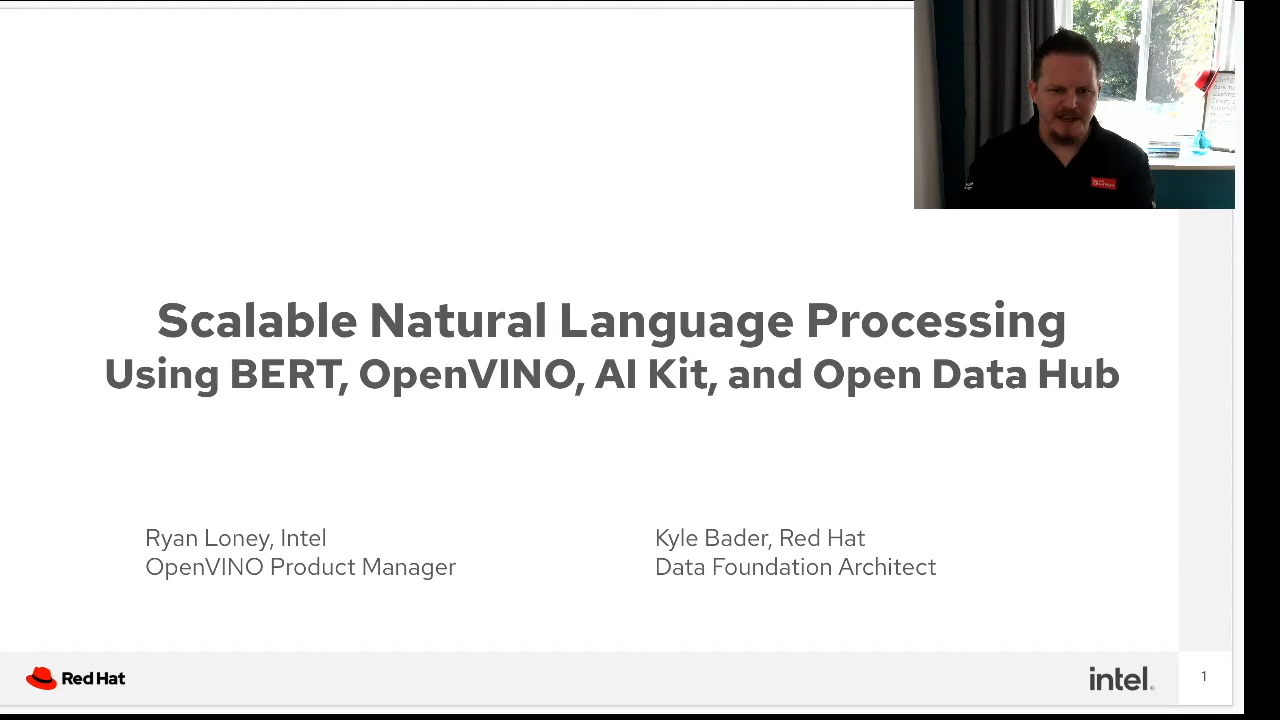 Scalable Natural Language Processing
Using BERT, OpenVINO, AI Kit, and Open Data Hub
Ryan Loney, Intel
OpenVINO Product Manager
Kyle Bader, Red Hat
Data Foundation Architect
Red Hat
intel.
1